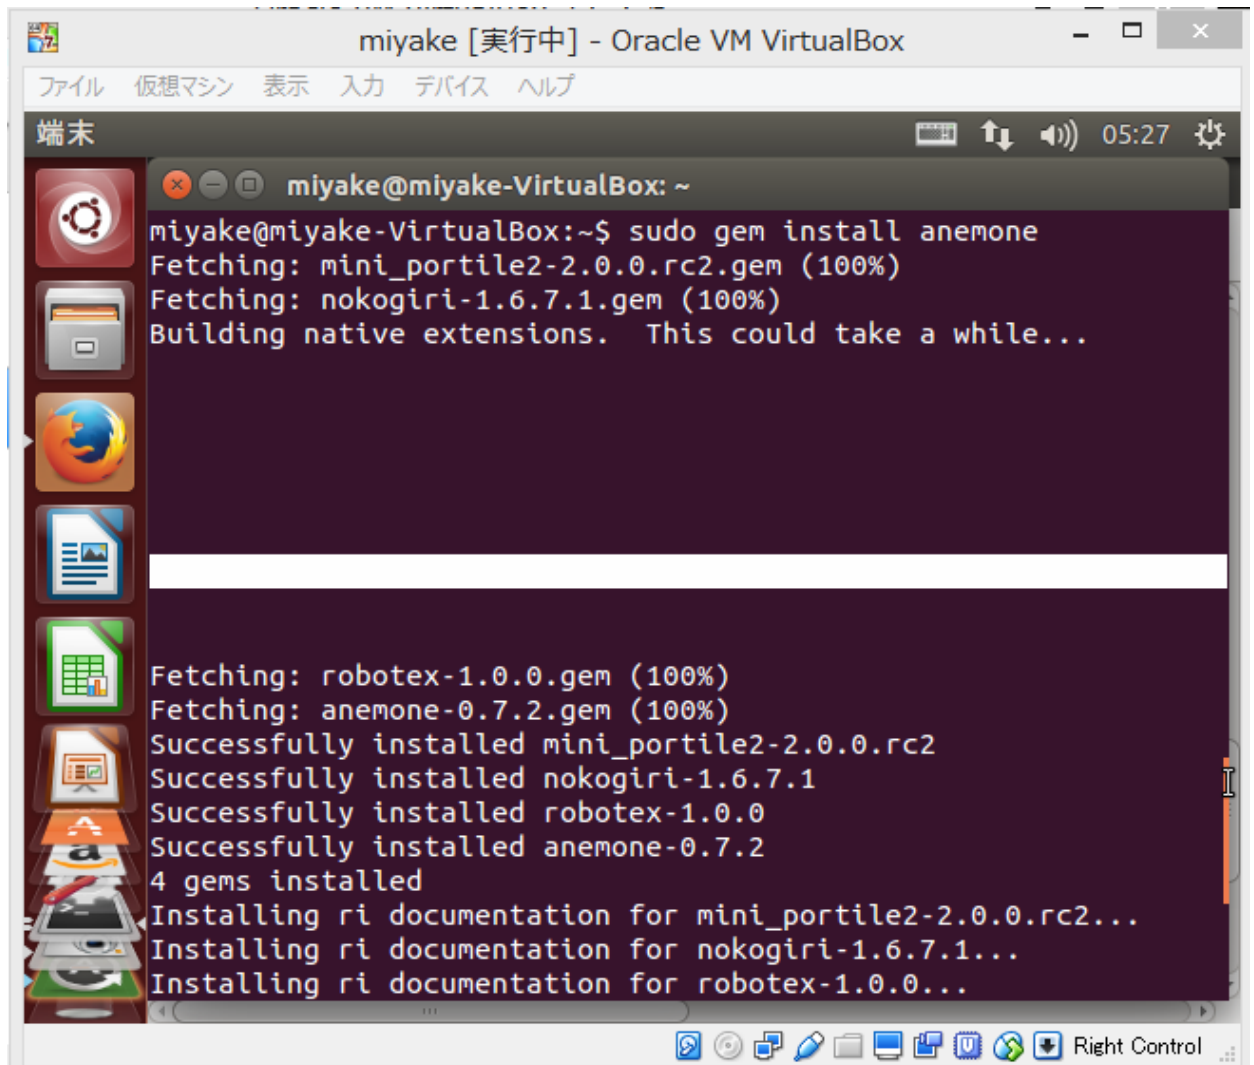 miyake [実行中] - Oracle VM VirtualBox
ファイル 仮想マシン 表示 入力 デバイス ヘルプ
端末 05:27
miyake@miyake-VirtualBox: ~
miyake@miyake-VirtualBox:~$ sudo gem install anemone
Fetching: mini_portile2-2.0.0.rc2.gem (100%)
Fetching: nokogiri-1.6.7.1.gem (100%)
Building native extensions.  This could take a while...
Fetching: robotex-1.0.0.gem (100%)
Fetching: anemone-0.7.2.gem (100%)
Successfully installed mini_portile2-2.0.0.rc2
Successfully installed nokogiri-1.6.7.1
Successfully installed robotex-1.0.0
Successfully installed anemone-0.7.2
4 gems installed
Installing ri documentation for mini_portile2-2.0.0.rc2...
Installing ri documentation for nokogiri-1.6.7.1...
Installing ri documentation for robotex-1.0.0...
Right Control